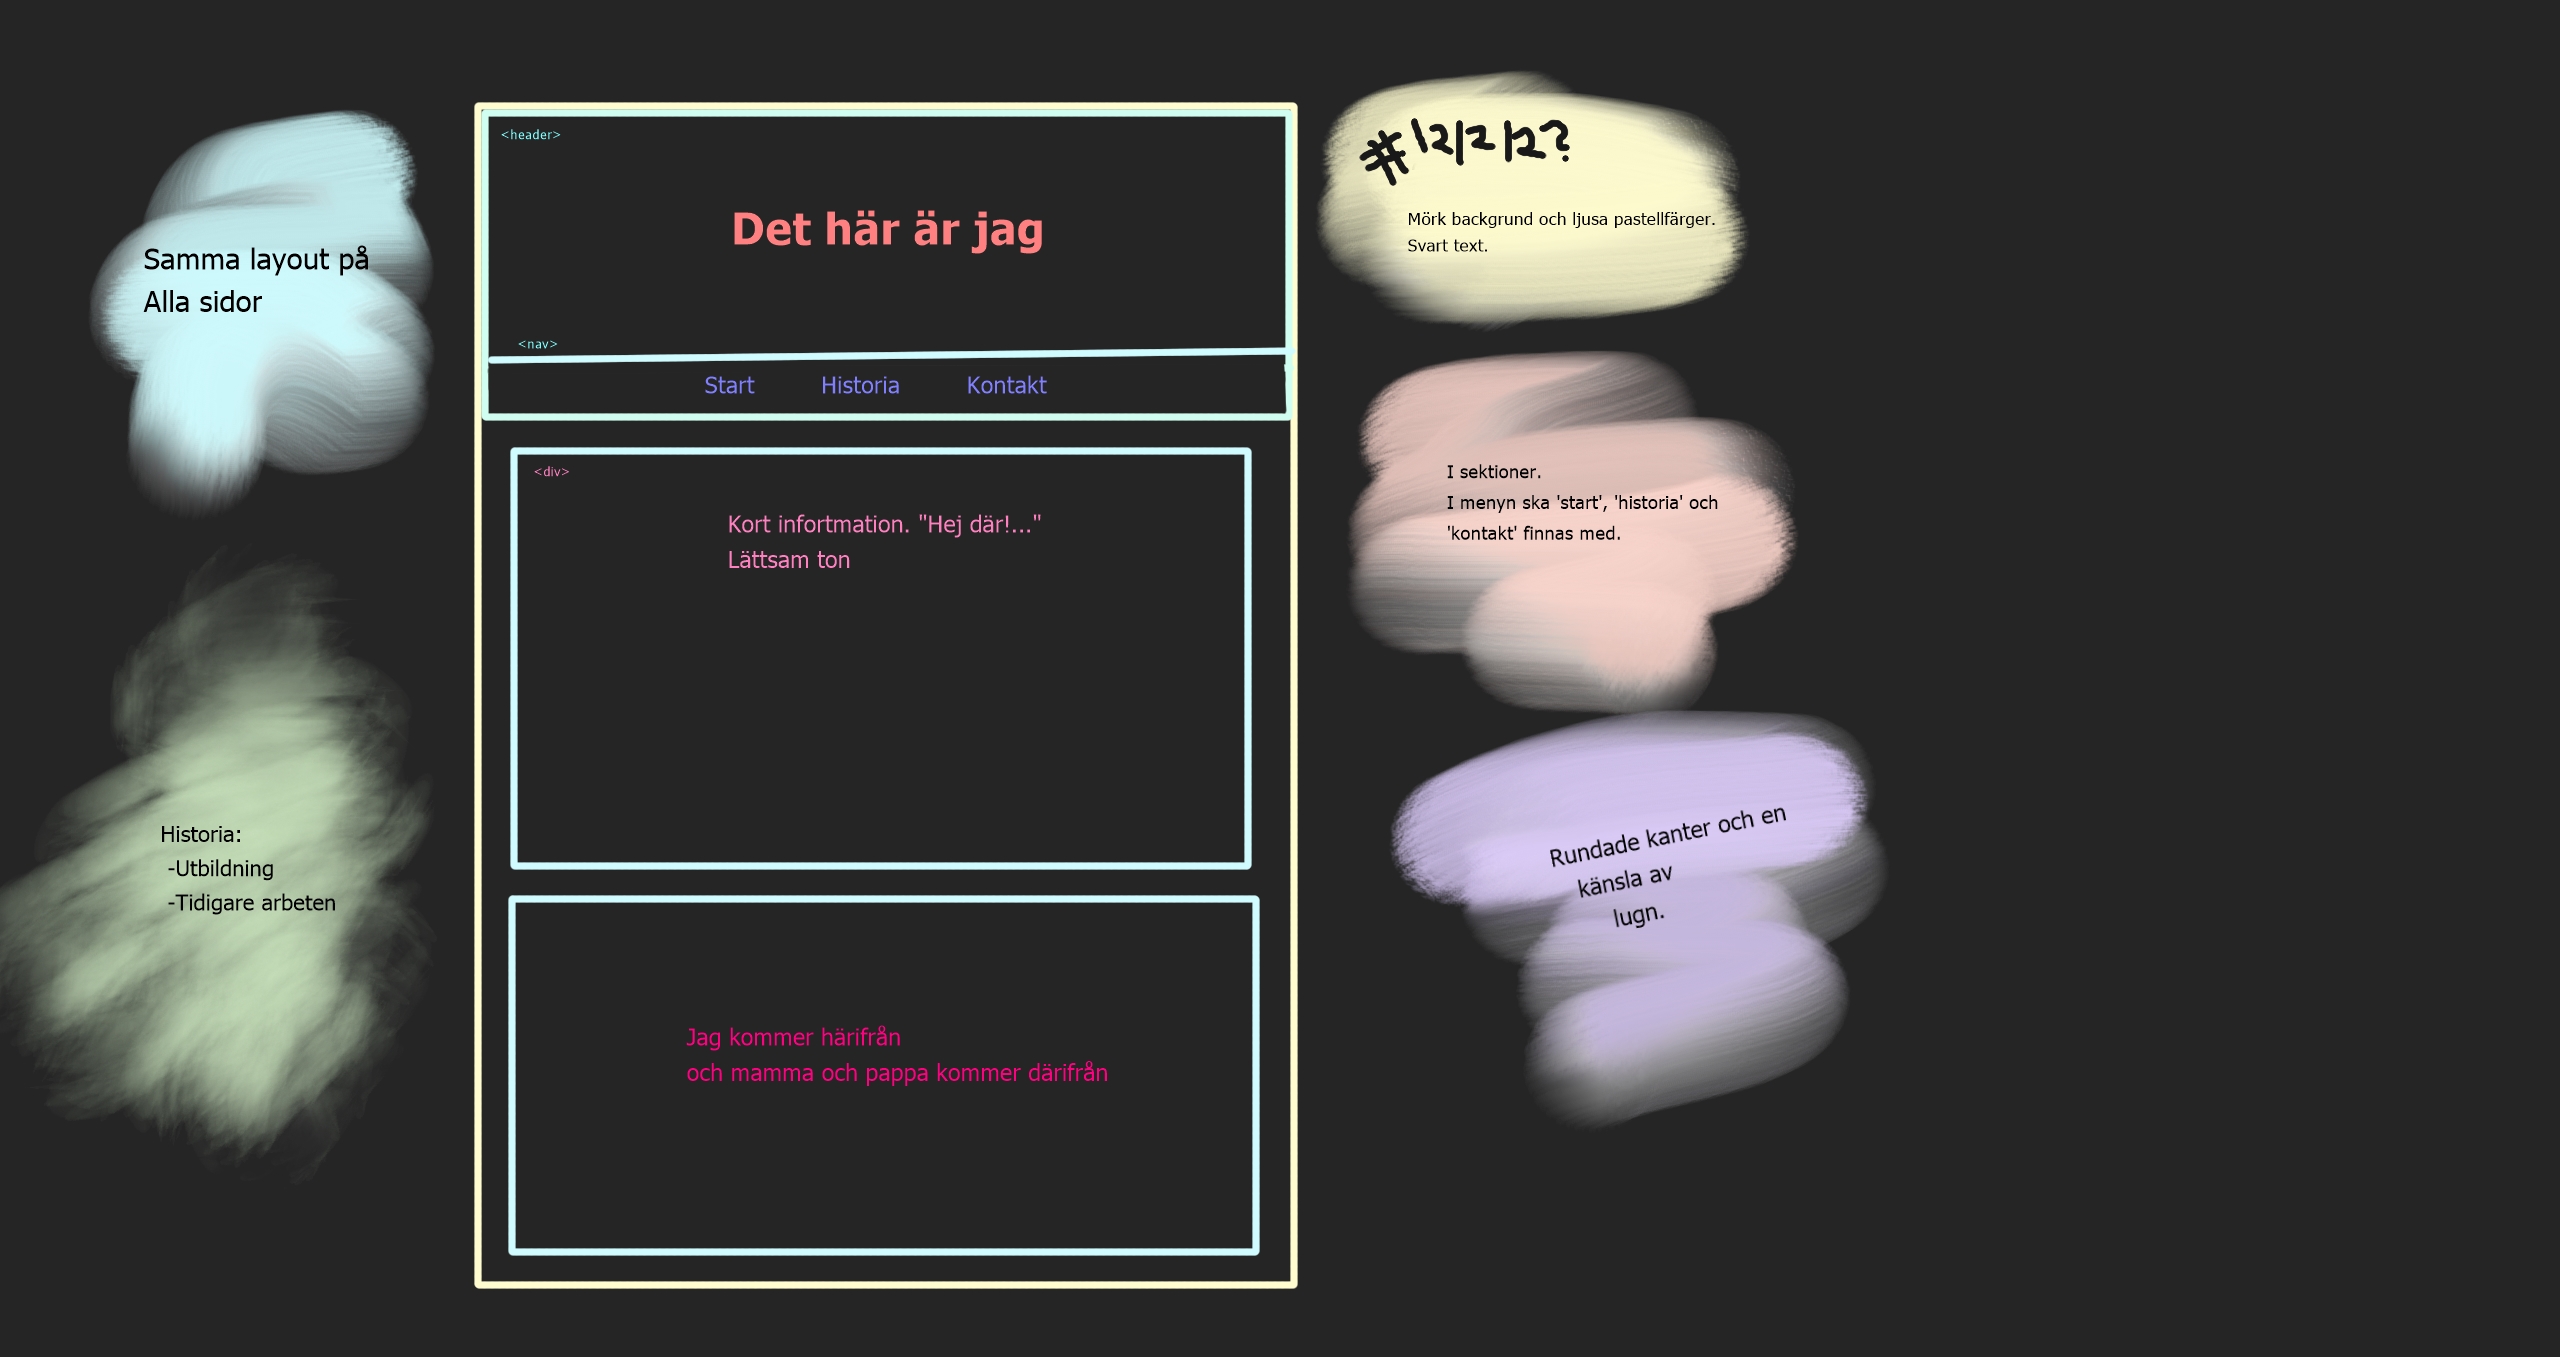 Samma layout på
Alla sidor
Historia:
-Utbildning
-Tidigare arbeten
<header>
Det här är jag
<nav>
Start Historia Kontakt
<div>
Kort infortmation. "Hej där!..."
Lättsam ton
Jag kommer härifrån
och mamma och pappa kommer därifrån
#121212?
Mörk backgrund och ljusa pastellfärger.
Svart text.
I sektioner.
I menyn ska 'start', 'historia' och
'kontakt' finnas med.
Rundade kanter och en
känsla av
lugn.